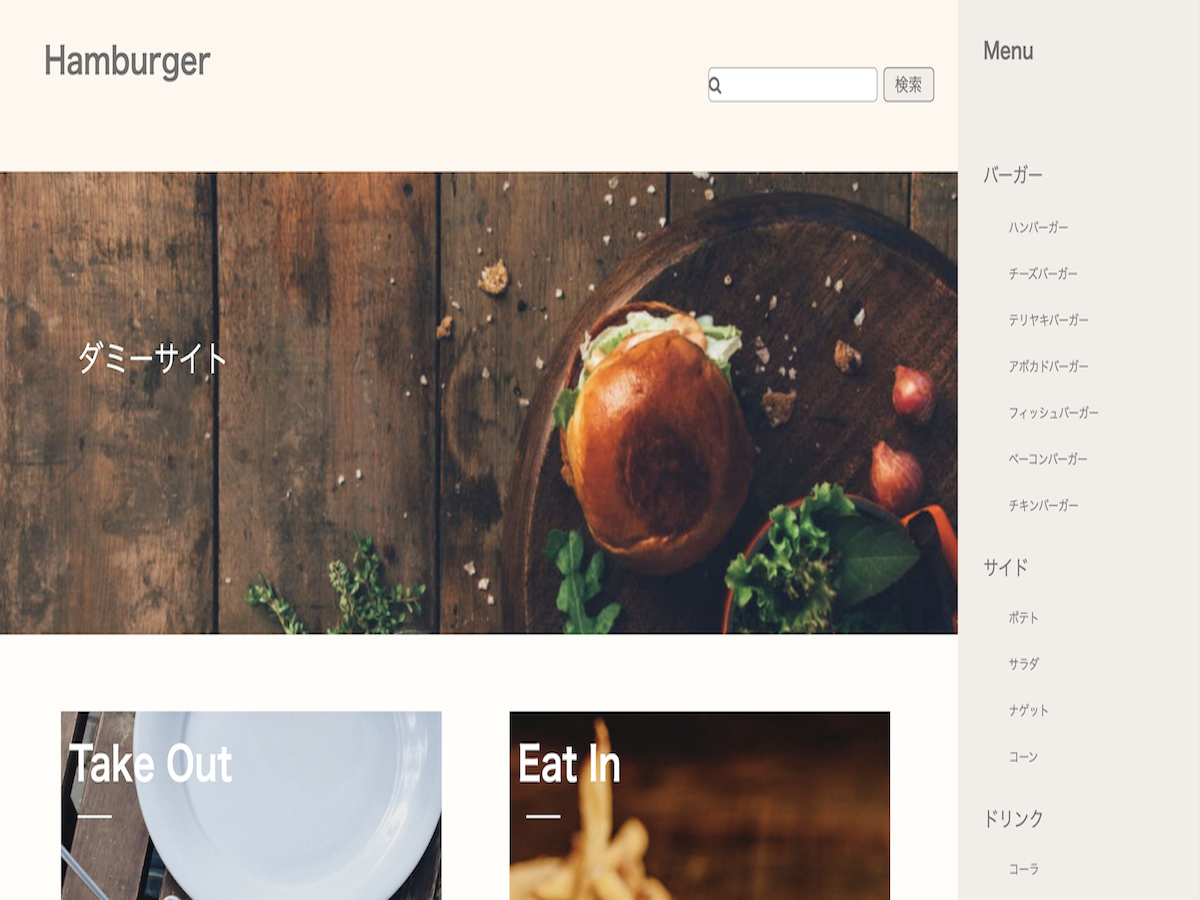 Hamburger
検索
ダミーサイト
Take Out
Eat In
Menu
バーガー
ハンバーガー
チーズバーガー
テリヤキバーガー
アボカドバーガー
フィッシュバーガー
ベーコンバーガー
チキンバーガー
サイド
ポテト
サラダ
ナゲット
コーン
ドリンク
コーラ